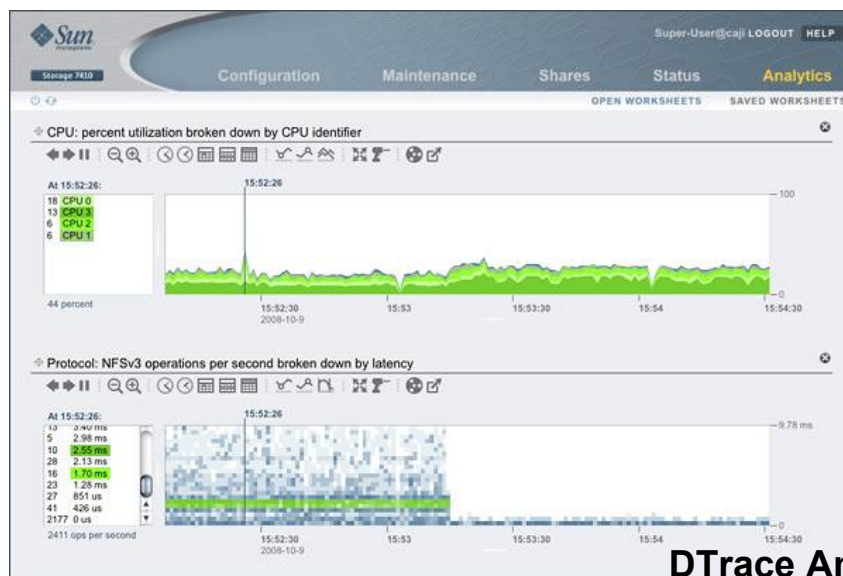 Sun
microsystems
Super-User@caji LOGOUT HELP
Storage 7410
Configuration Maintenance Shares Status Analytics
OPEN WORKSHEETS SAVED WORKSHEETS
CPU: percent utilization broken down by CPU identifier
At 15:52:26:
15:52:26
18 CPU 0
13 CPU 3
6 CPU 2
6 CPU 1
100
0
44 percent
15:52:30 15:53 15:53:30 15:54 15:54:30
2008-10-9
Protocol: NFSv3 operations per second broken down by latency
At 15:52:26:
15:52:26
13 3.40 ms
5 2.98 ms
10 2.55 ms
28 2.13 ms
16 1.70 ms
23 1.28 ms
27 851 us
41 426 us
2177 0 us
9.78 ms
0
2411 ops per second
15:52:30 15:53 15:53:30 15:54 15:54:30
2008-10-9
DTrace An